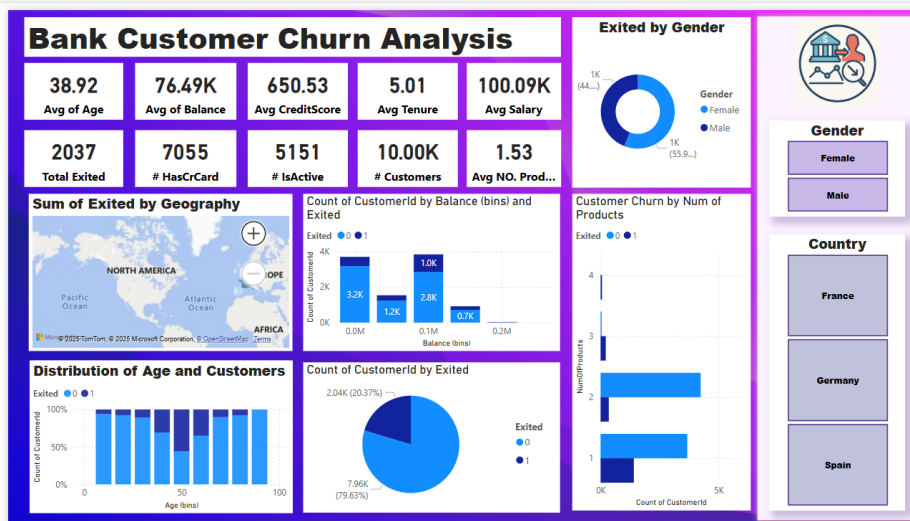 Bank Customer Churn Analysis
38.92
Avg of Age
76.49K
Avg of Balance
650.53
Avg CreditScore
5.01
Avg Tenure
100.09K
Avg Salary
2037
Total Exited
7055
# HasCrCard
5151
# IsActive
10.00K
# Customers
1.53
Avg NO. Prod...
Exited by Gender
1K
(44....)
1K
(55.9...)
Gender
Female
Male
Gender
Female
Male
Country
France
Germany
Spain
Sum of Exited by Geography
+
NORTH AMERICA
OPE
Pacific
Ocean
Atlantic
Ocean
AFRICA
© 2025 TomTom, © 2025 Microsoft Corporation, © OpenStreetMap Terms
Count of CustomerId by Balance (bins) and
Exited
Exited 0 1
Count of CustomerId
4K
2K
0K
3.2K
1.2K
1.0K
2.8K
0.7K
0.0M
0.1M
0.2M
Balance (bins)
Customer Churn by Num of
Products
Exited 0 1
NumOfProducts
4
3
2
1
0K
5K
Count of CustomerId
Distribution of Age and Customers
Exited 0 1
Count of CustomerId
100%
50%
0%
0
50
100
Age (bins)
Count of CustomerId by Exited
2.04K (20.37%)
7.96K
(79.63%)
Exited
0
1